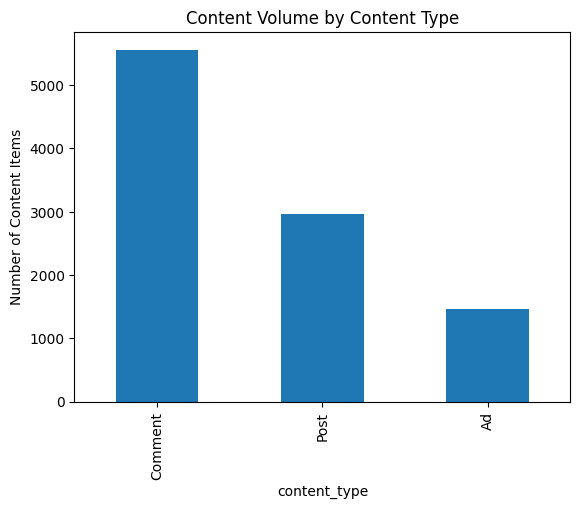 Content Volume by Content Type
Number of Content Items
5000
4000
3000
2000
1000
0
Comment
Post
Ad
content_type